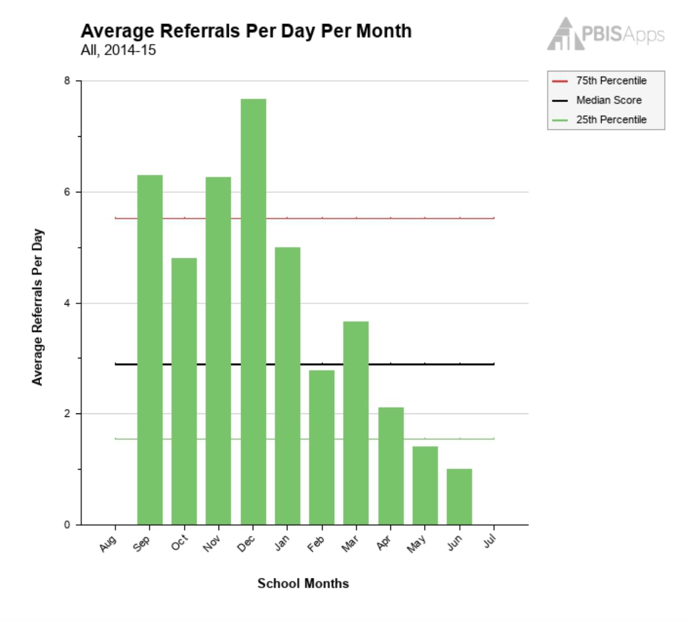 Average Referrals Per Day Per Month
All, 2014-15
PBISApps
75th Percentile
Median Score
25th Percentile
Average Referrals Per Day
8
6
4
2
0
Aug Sep Oct Nov Dec Jan Feb Mar Apr May Jun Jul
School Months